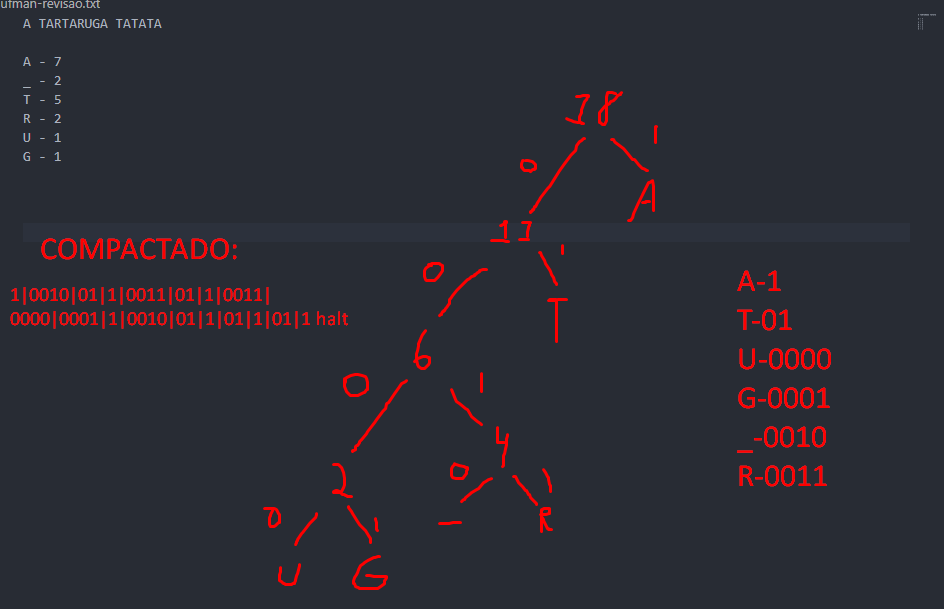 ufman-revisao.txt
A TARTARUGA TATATA
A - 7
_ - 2
T - 5
R - 2
U - 1
G - 1
18
0 1
A
11
COMPACTADO:
0 1
T
1|0010|01|1|0011|01|1|0011|
0000|0001|1|0010|01|1|01|1|01|1 halt
6
0 1
4
2
0 1
_ R
0 1
U G
A-1
T-01
U-0000
G-0001
_-0010
R-0011